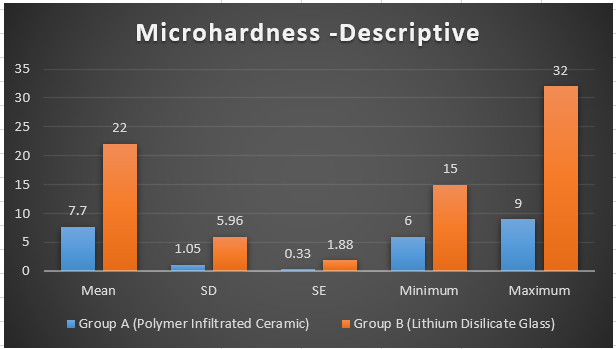 Microhardness -Descriptive
35
30
25
20
15
10
5
0
7.7
22
1.05
5.96
0.33
1.88
6
15
9
32
Mean
SD
SE
Minimum
Maximum
Group A (Polymer Infiltrated Ceramic)
Group B (Lithium Disilicate Glass)